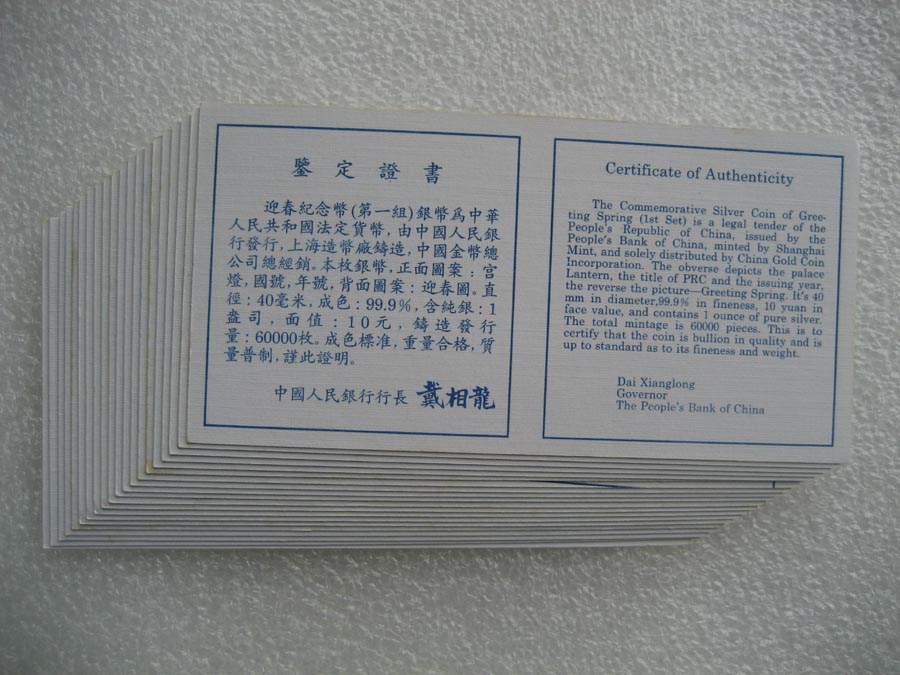 鑒定證書
迎春紀念幣(第一組)銀幣爲中華
人民共和國法定貨幣,由中國人民銀
行發行,上海造幣廠鑄造,中國金幣總
公司總經銷。本枚銀幣,正面圖案:宮
燈,國號,年號,背面圖案:迎春圖。直
徑:40毫米,成色:99.9%,含純銀:1
盎司,面值:10元,鑄造發行
量:60000枚。成色標准,重量合格,質
量普制,謹此證明。
中國人民銀行行長 戴相龍
Certificate of Authenticity
The Commemorative Silver Coin of Gree-
ting Spring (1st Set) is a legal tender of the
People's Republic of China, issued by the
People's Bank of China, minted by Shanghai
Mint, and solely distributed by China Gold Coin
Incorporation. The obverse depicts the palace
Lantern, the title of PRC and the issuing year,
the reverse the picture—Greeting Spring. It's 40
mm in diameter,99.9% in fineness, 10 yuan in
face value, and contains 1 ounce of pure silver.
The total mintage is 60000 pieces. This is to
certify that the coin is bullion in quality and is
up to standard as to its fineness and weight.
Dai Xianglong
Governor
The People's Bank of China